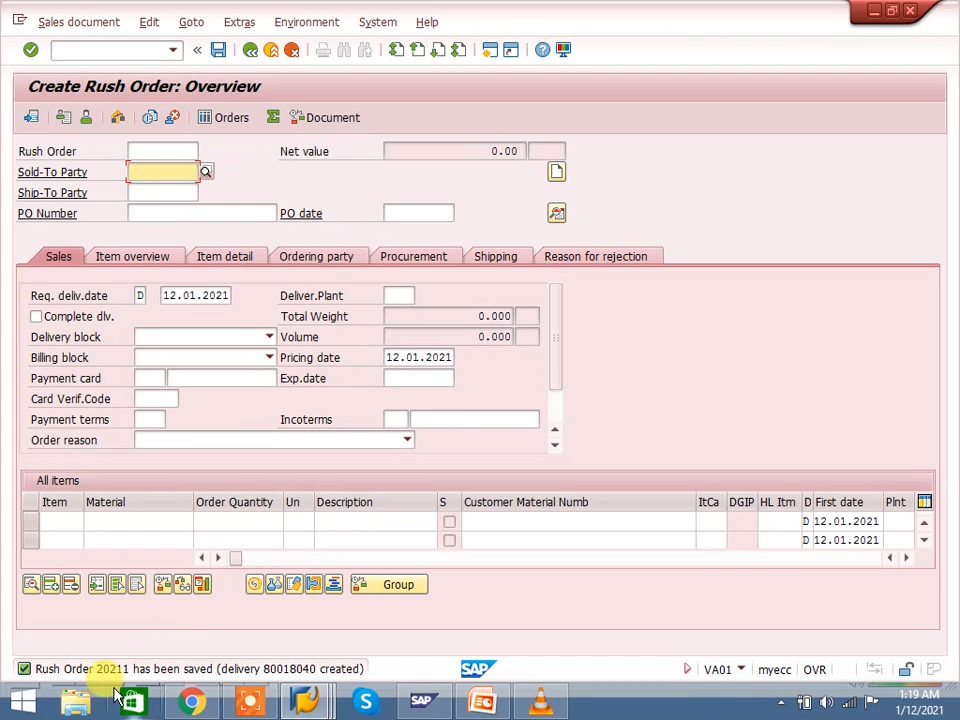 Sales document Edit Goto Extras Environment System Help
Create Rush Order: Overview
Orders Document
Rush Order Net value 0.00
Sold-To Party
Ship-To Party
PO Number PO date
Sales Item overview Item detail Ordering party Procurement Shipping Reason for rejection
Req. deliv.date D 12.01.2021 Deliver.Plant
Complete dlv. Total Weight 0.000
Delivery block Volume 0.000
Billing block Pricing date 12.01.2021
Payment card Exp.date
Card Verif.Code
Payment terms Incoterms
Order reason
All items
Item Material Order Quantity Un Description S Customer Material Numb ItCa DGIP HL Itm D First date Plnt
D 12.01.2021
D 12.01.2021
Group
Rush Order 20211 has been saved (delivery 80018040 created) SAP VA01 myecc OVR
SAP 1:19 AM
1/12/2021